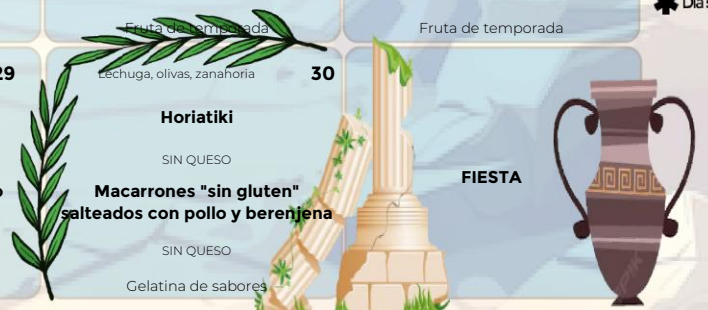 Fruta de temporada
Fruta de temporada
✱ Día s
29
Lechuga, olivas, zanahoria
30
Horiatiki
SIN QUESO
Macarrones "sin gluten"
salteados con pollo y berenjena
SIN QUESO
Gelatina de sabores
FIESTA